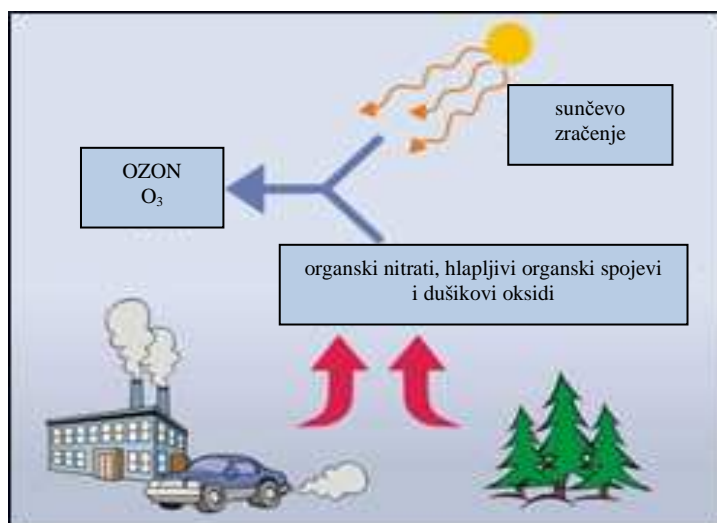 sunčevo
zračenje
OZON
O₃
organski nitrati, hlapljivi organski spojevi
i dušikovi oksidi